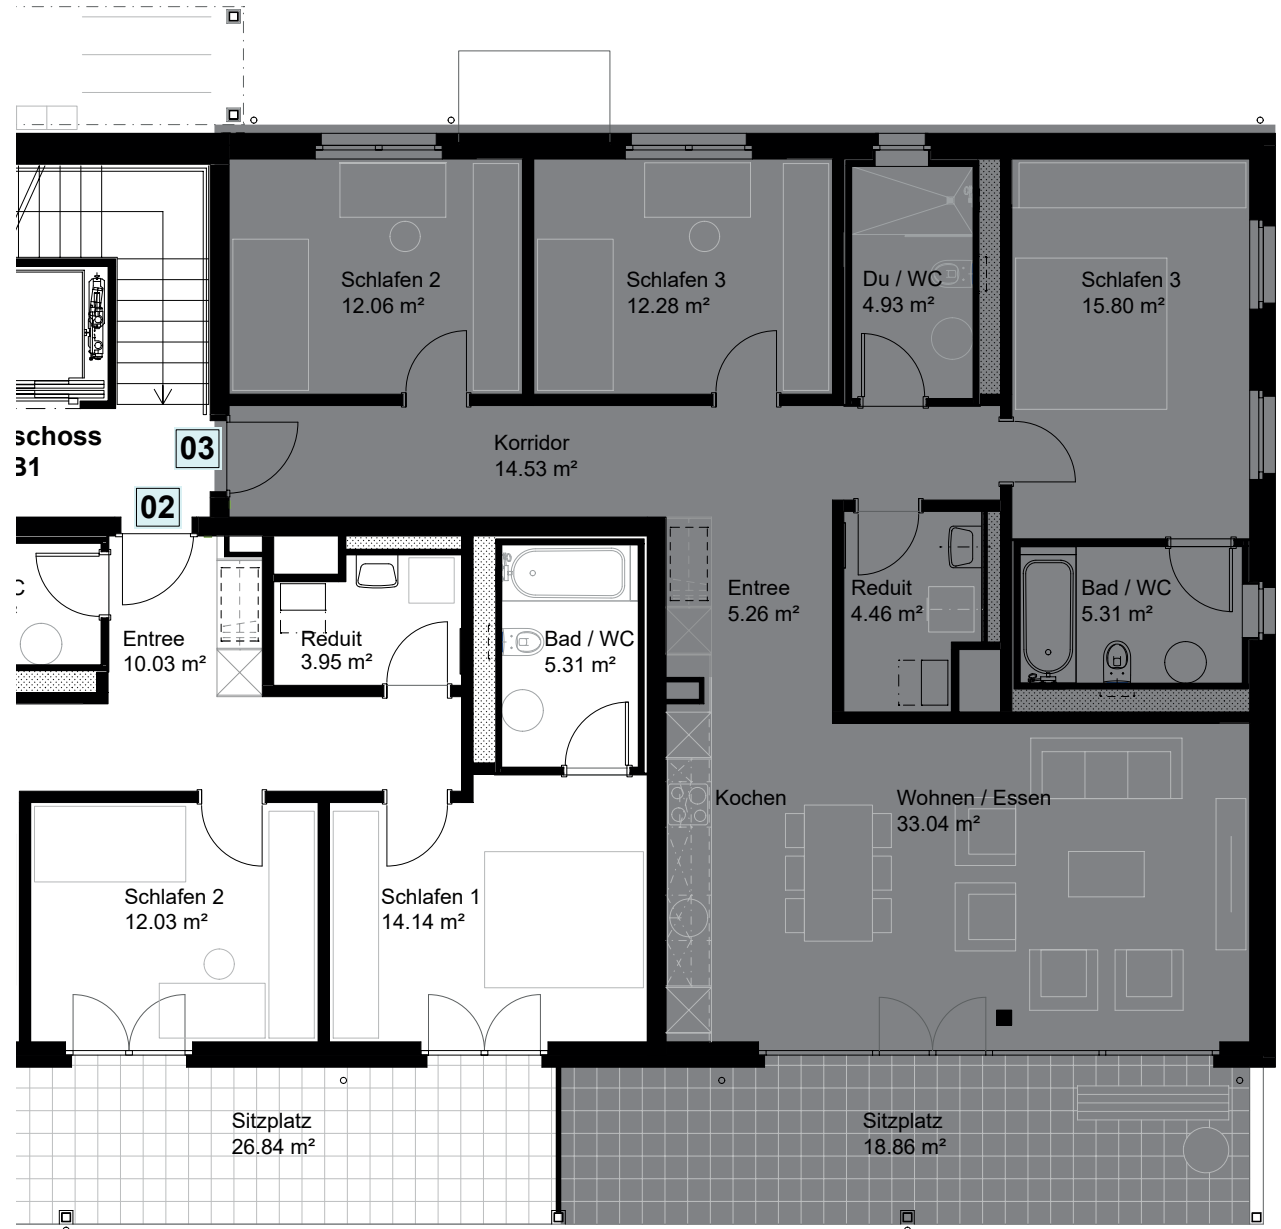 Schlafen 2
12.06 m²
Schlafen 3
12.28 m²
Du / WC
4.93 m²
Schlafen 3
15.80 m²
schoss
B1
03
02
Korridor
14.53 m²
C
Entree
10.03 m²
Reduit
3.95 m²
Bad / WC
5.31 m²
Entree
5.26 m²
Reduit
4.46 m²
Bad / WC
5.31 m²
Kochen
Wohnen / Essen
33.04 m²
Schlafen 2
12.03 m²
Schlafen 1
14.14 m²
Sitzplatz
26.84 m²
Sitzplatz
18.86 m²